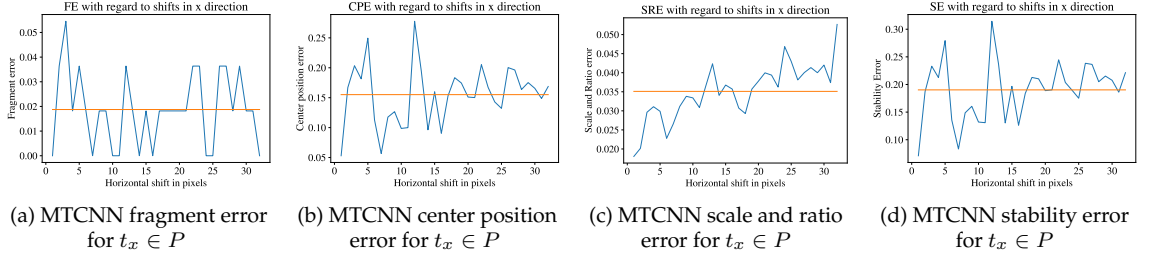 FE with regard to shifts in x direction
Fragment error
0.05
0.04
0.03
0.02
0.01
0.00
0 5 10 15 20 25 30
Horizontal shift in pixels
(a) MTCNN fragment error
for t_x ∈ P
CPE with regard to shifts in x direction
Center position error
0.25
0.20
0.15
0.10
0.05
0 5 10 15 20 25 30
Horizontal shift in pixels
(b) MTCNN center position
error for t_x ∈ P
SRE with regard to shifts in x direction
Scale and Ratio error
0.050
0.045
0.040
0.035
0.030
0.025
0.020
0 5 10 15 20 25 30
Horizontal shift in pixels
(c) MTCNN scale and ratio
error for t_x ∈ P
SE with regard to shifts in x direction
Stability Error
0.30
0.25
0.20
0.15
0.10
0 5 10 15 20 25 30
Horizontal shift in pixels
(d) MTCNN stability error
for t_x ∈ P